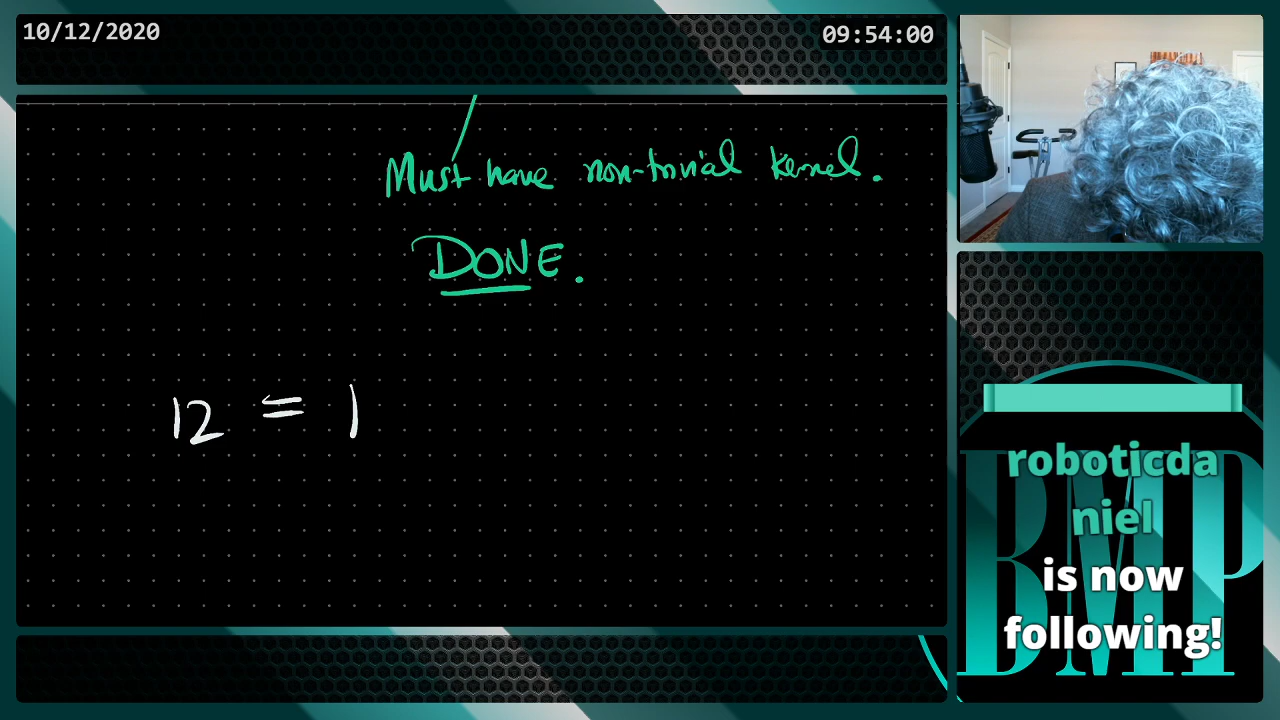 10/12/2020
09:54:00
Must have non-trivial kernel.
DONE.
12 = 1
BMP
roboticda
niel
is now
following!